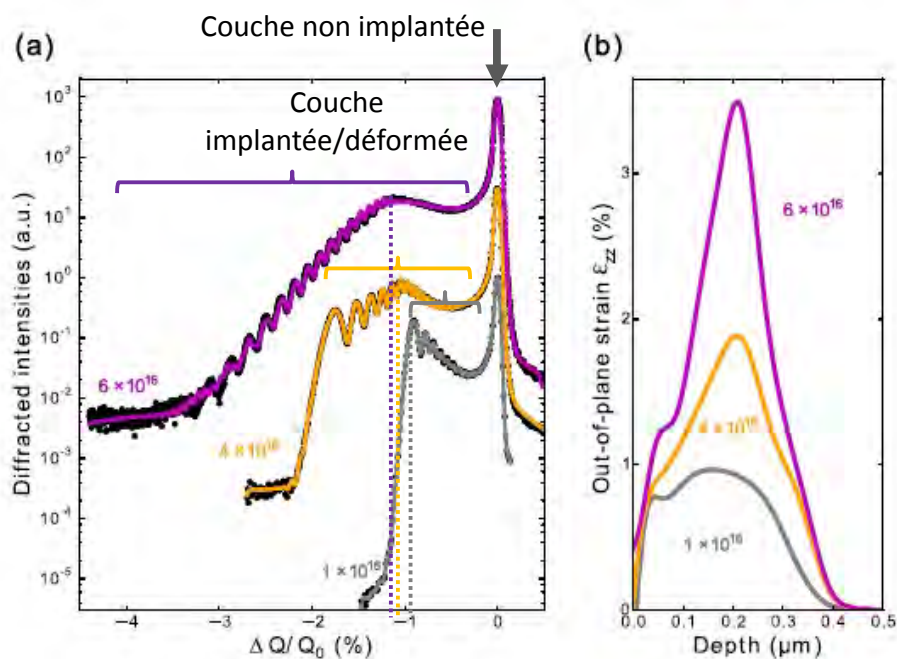 Couche non implantée
(a)
(b)
Couche
implantée/déformée
10³
10²
10¹
10⁰
10⁻¹
10⁻²
10⁻³
10⁻⁴
10⁻⁵
Diffracted intensities (a.u.)
6 × 10¹⁶
4 × 10¹⁶
1 × 10¹⁶
−4
−3
−2
−1
0
Δ Q/ Q₀ (%)
Out-of-plane strain εzz (%)
3
2
1
0
6 × 10¹⁶
4 × 10¹⁶
1 × 10¹⁶
0.0
0.1
0.2
0.3
0.4
0.5
Depth (µm)